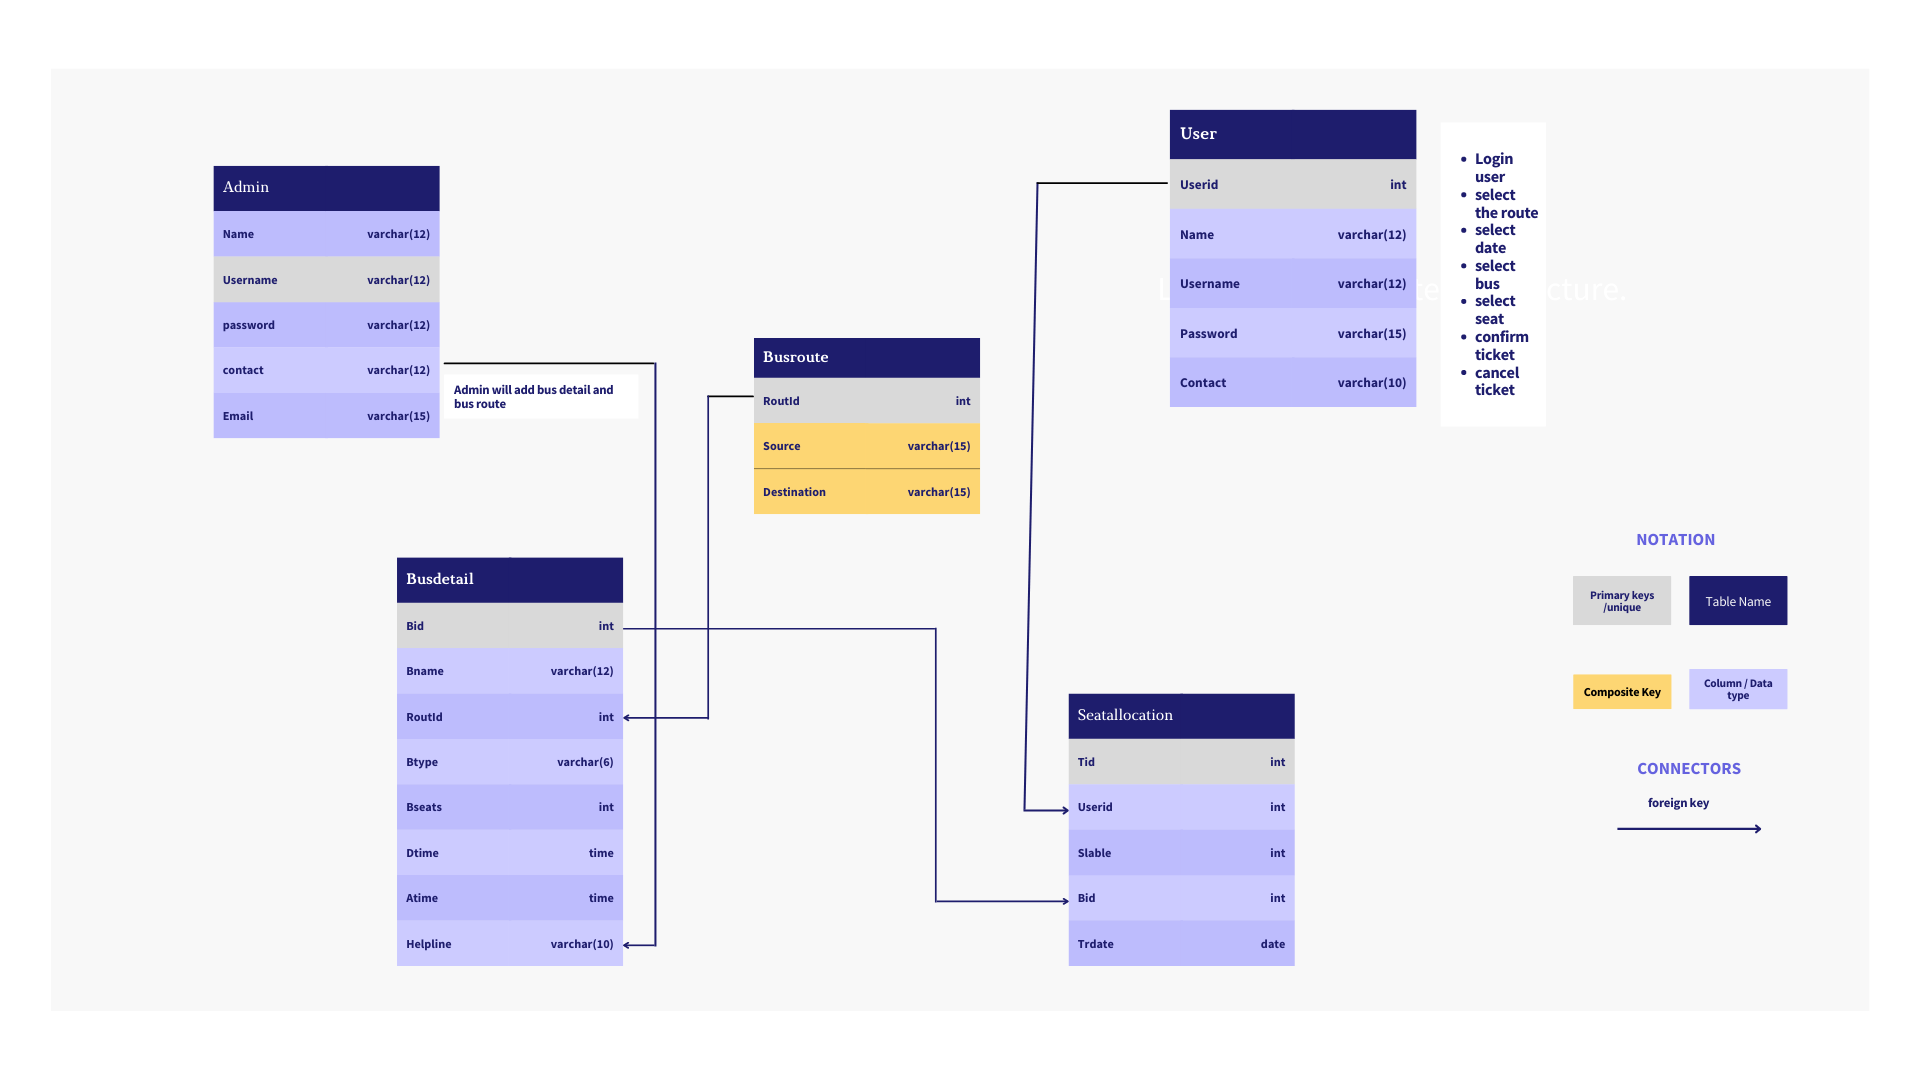 Admin
Name varchar(12)
Username varchar(12)
password varchar(12)
contact varchar(12)
Email varchar(15)
Admin will add bus detail and
bus route
Busroute
RoutId int
Source varchar(15)
Destination varchar(15)
User
Userid int
Name varchar(12)
Username varchar(12)
Password varchar(15)
Contact varchar(10)
• Login
user
• select
the route
• select
date
• select
bus
• select
seat
• confirm
ticket
• cancel
ticket
Busdetail
Bid int
Bname varchar(12)
RoutId int
Btype varchar(6)
Bseats int
Dtime time
Atime time
Helpline varchar(10)
Seatallocation
Tid int
Userid int
Slable int
Bid int
Trdate date
NOTATION
Primary keys
/unique
Table Name
Composite Key
Column / Data
type
CONNECTORS
foreign key